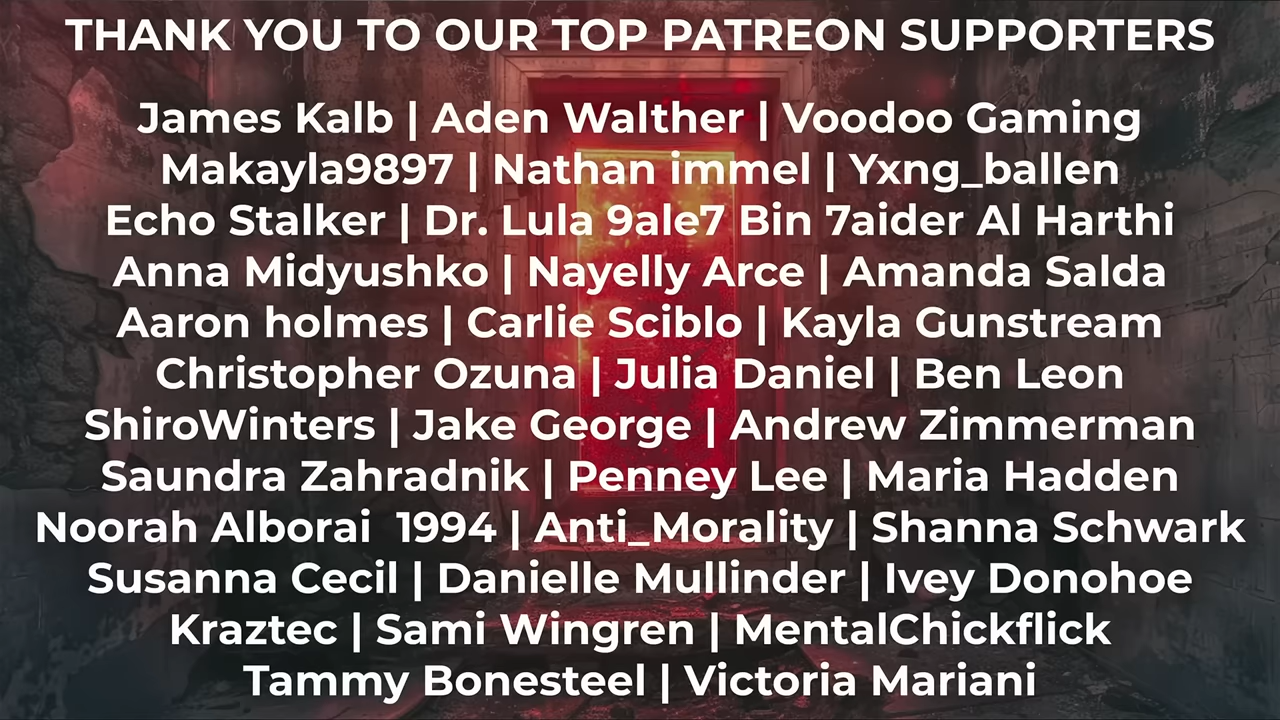 THANK YOU TO OUR TOP PATREON SUPPORTERS
James Kalb | Aden Walther | Voodoo Gaming
Makayla9897 | Nathan immel | Yxng_ballen
Echo Stalker | Dr. Lula 9ale7 Bin 7aider Al Harthi
Anna Midyushko | Nayelly Arce | Amanda Salda
Aaron holmes | Carlie Sciblo | Kayla Gunstream
Christopher Ozuna | Julia Daniel | Ben Leon
ShiroWinters | Jake George | Andrew Zimmerman
Saundra Zahradnik | Penney Lee | Maria Hadden
Noorah Alborai  1994 | Anti_Morality | Shanna Schwark
Susanna Cecil | Danielle Mullinder | Ivey Donohoe
Kraztec | Sami Wingren | MentalChickflick
Tammy Bonesteel | Victoria Mariani